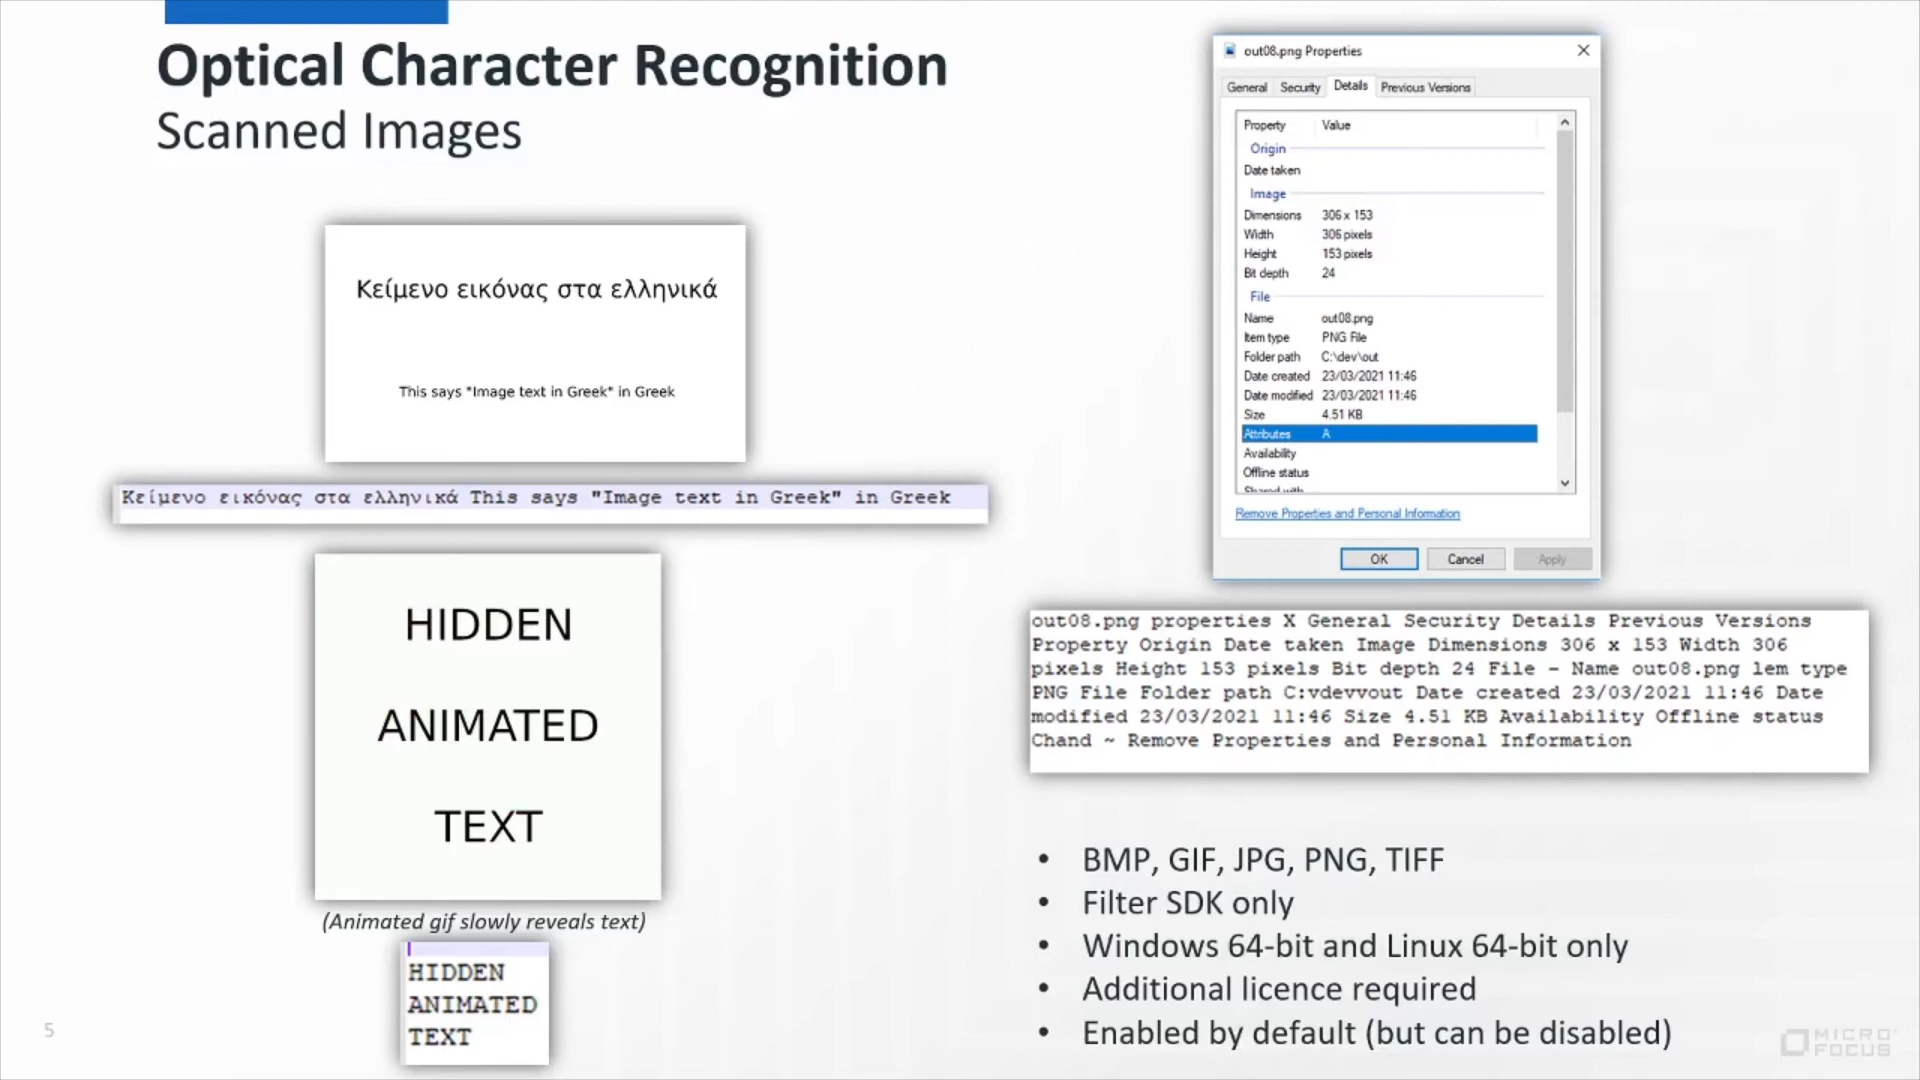 Optical Character Recognition
Scanned Images
Κείμενο εικόνας στα ελληνικά
This says "Image text in Greek" in Greek
Κείμενο εικόνας στα ελληνικά This says "Image text in Greek" in Greek
HIDDEN
ANIMATED
TEXT
(Animated gif slowly reveals text)
HIDDEN
ANIMATED
TEXT
5
out08.png Properties
General Security Details Previous Versions
Property Value
Origin
Date taken
Image
Dimensions 306 x 153
Width 306 pixels
Height 153 pixels
Bit depth 24
File
Name out08.png
Item type PNG File
Folder path C:\dev\out
Date created 23/03/2021 11:46
Date modified 23/03/2021 11:46
Size 4.51 KB
Attributes A
Availability
Offline status
Shared with
Remove Properties and Personal Information
OK Cancel Apply
out08.png properties X General Security Details Previous Versions
Property Origin Date taken Image Dimensions 306 x 153 Width 306
pixels Height 153 pixels Bit depth 24 File – Name out08.png lem type
PNG File Folder path C:vdevvout Date created 23/03/2021 11:46 Date
modified 23/03/2021 11:46 Size 4.51 KB Availability Offline status
Chand ~ Remove Properties and Personal Information
• BMP, GIF, JPG, PNG, TIFF
• Filter SDK only
• Windows 64-bit and Linux 64-bit only
• Additional licence required
• Enabled by default (but can be disabled)
MICRO
FOCUS